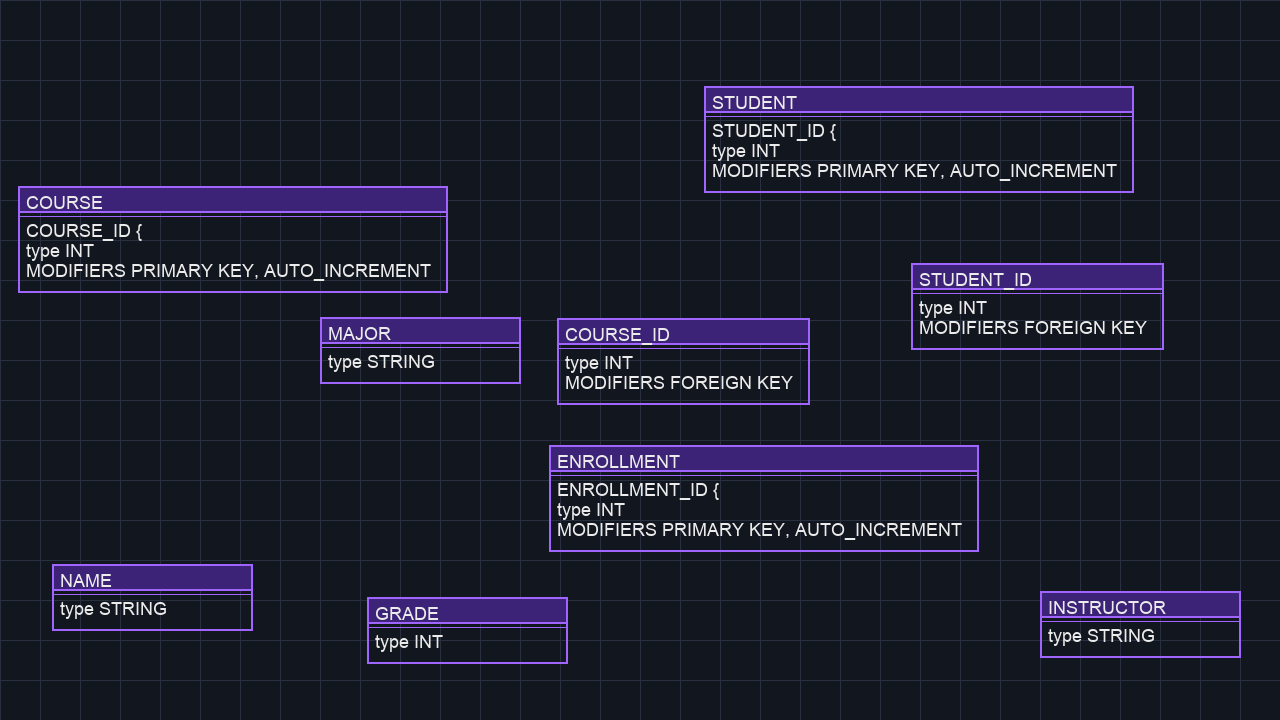 STUDENT
STUDENT_ID {
type INT
MODIFIERS PRIMARY KEY, AUTO_INCREMENT
COURSE
COURSE_ID {
type INT
MODIFIERS PRIMARY KEY, AUTO_INCREMENT
STUDENT_ID
type INT
MODIFIERS FOREIGN KEY
MAJOR
type STRING
COURSE_ID
type INT
MODIFIERS FOREIGN KEY
ENROLLMENT
ENROLLMENT_ID {
type INT
MODIFIERS PRIMARY KEY, AUTO_INCREMENT
NAME
type STRING
GRADE
type INT
INSTRUCTOR
type STRING